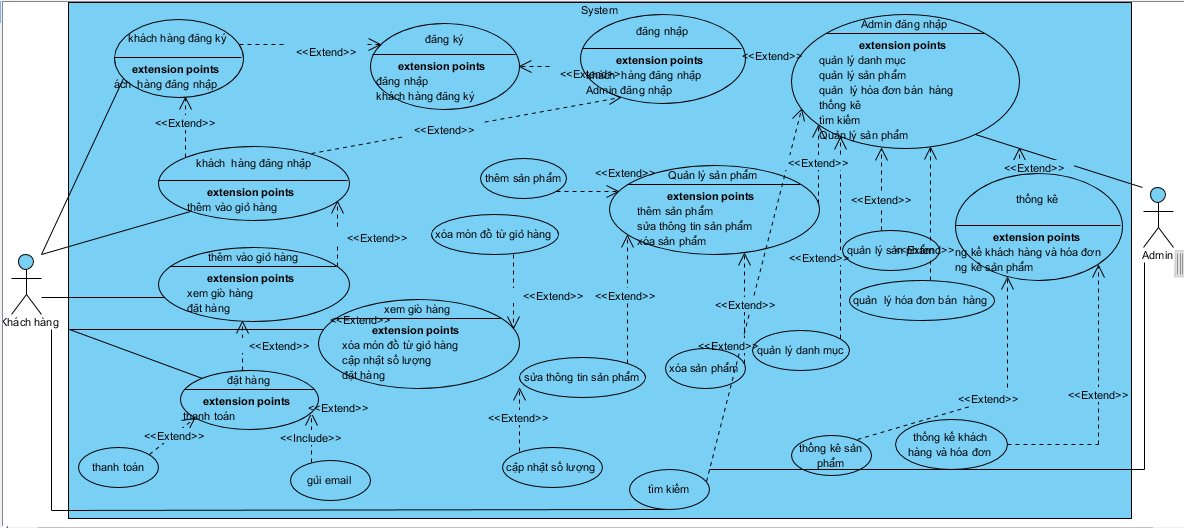 System
khách hàng đăng ký
extension points
ách hàng đăng nhập
<<Extend>>
đăng ký
extension points
đăng nhập
khách hàng đăng ký
<<Extend>>
đăng nhập
extension points
khách hàng đăng nhập
Admin đăng nhập
<<Extend>>
Admin đăng nhập
extension points
quản lý danh mục
quản lý sản phẩm
quản lý hóa đơn bán hàng
thống kê
tìm kiếm
Quản lý sản phẩm
<<Extend>>
<<Extend>>
khách hàng đăng nhập
extension points
thêm vào giỏ hàng
thêm sản phẩm
<<Extend>>
Quản lý sản phẩm
extension points
thêm sản phẩm
sửa thông tin sản phẩm
xóa sản phẩm
<<Extend>>
<<Extend>>
<<Extend>>
thống kê
extension points
ng kê khách hàng và hóa đơn
ng kê sản phẩm
Admin
xóa món đồ từ giỏ hàng
<<Extend>>
quản lý sản phẩm
<<Extend>>
<<Extend>>
thêm vào giỏ hàng
extension points
xem giỏ hàng
đặt hàng
Khách hàng
<<Extend>>
<<Extend>>
<<Extend>>
quản lý hóa đơn bán hàng
xem giò hàng
extension points
xóa món đồ từ giỏ hàng
cập nhật số lượng
đặt hàng
<<Extend>>
<<Extend>>
<<Extend>>
quản lý danh mục
xóa sản phẩm
sửa thông tin sản phẩm
đặt hàng
extension points
thanh toán
<<Extend>>
<<Extend>>
<<Include>>
<<Extend>>
<<Extend>>
<<Extend>>
thanh toán
gủi email
cập nhật số lượng
tìm kiếm
thống kê sản
phẩm
thống kê khách
hàng và hóa đơn